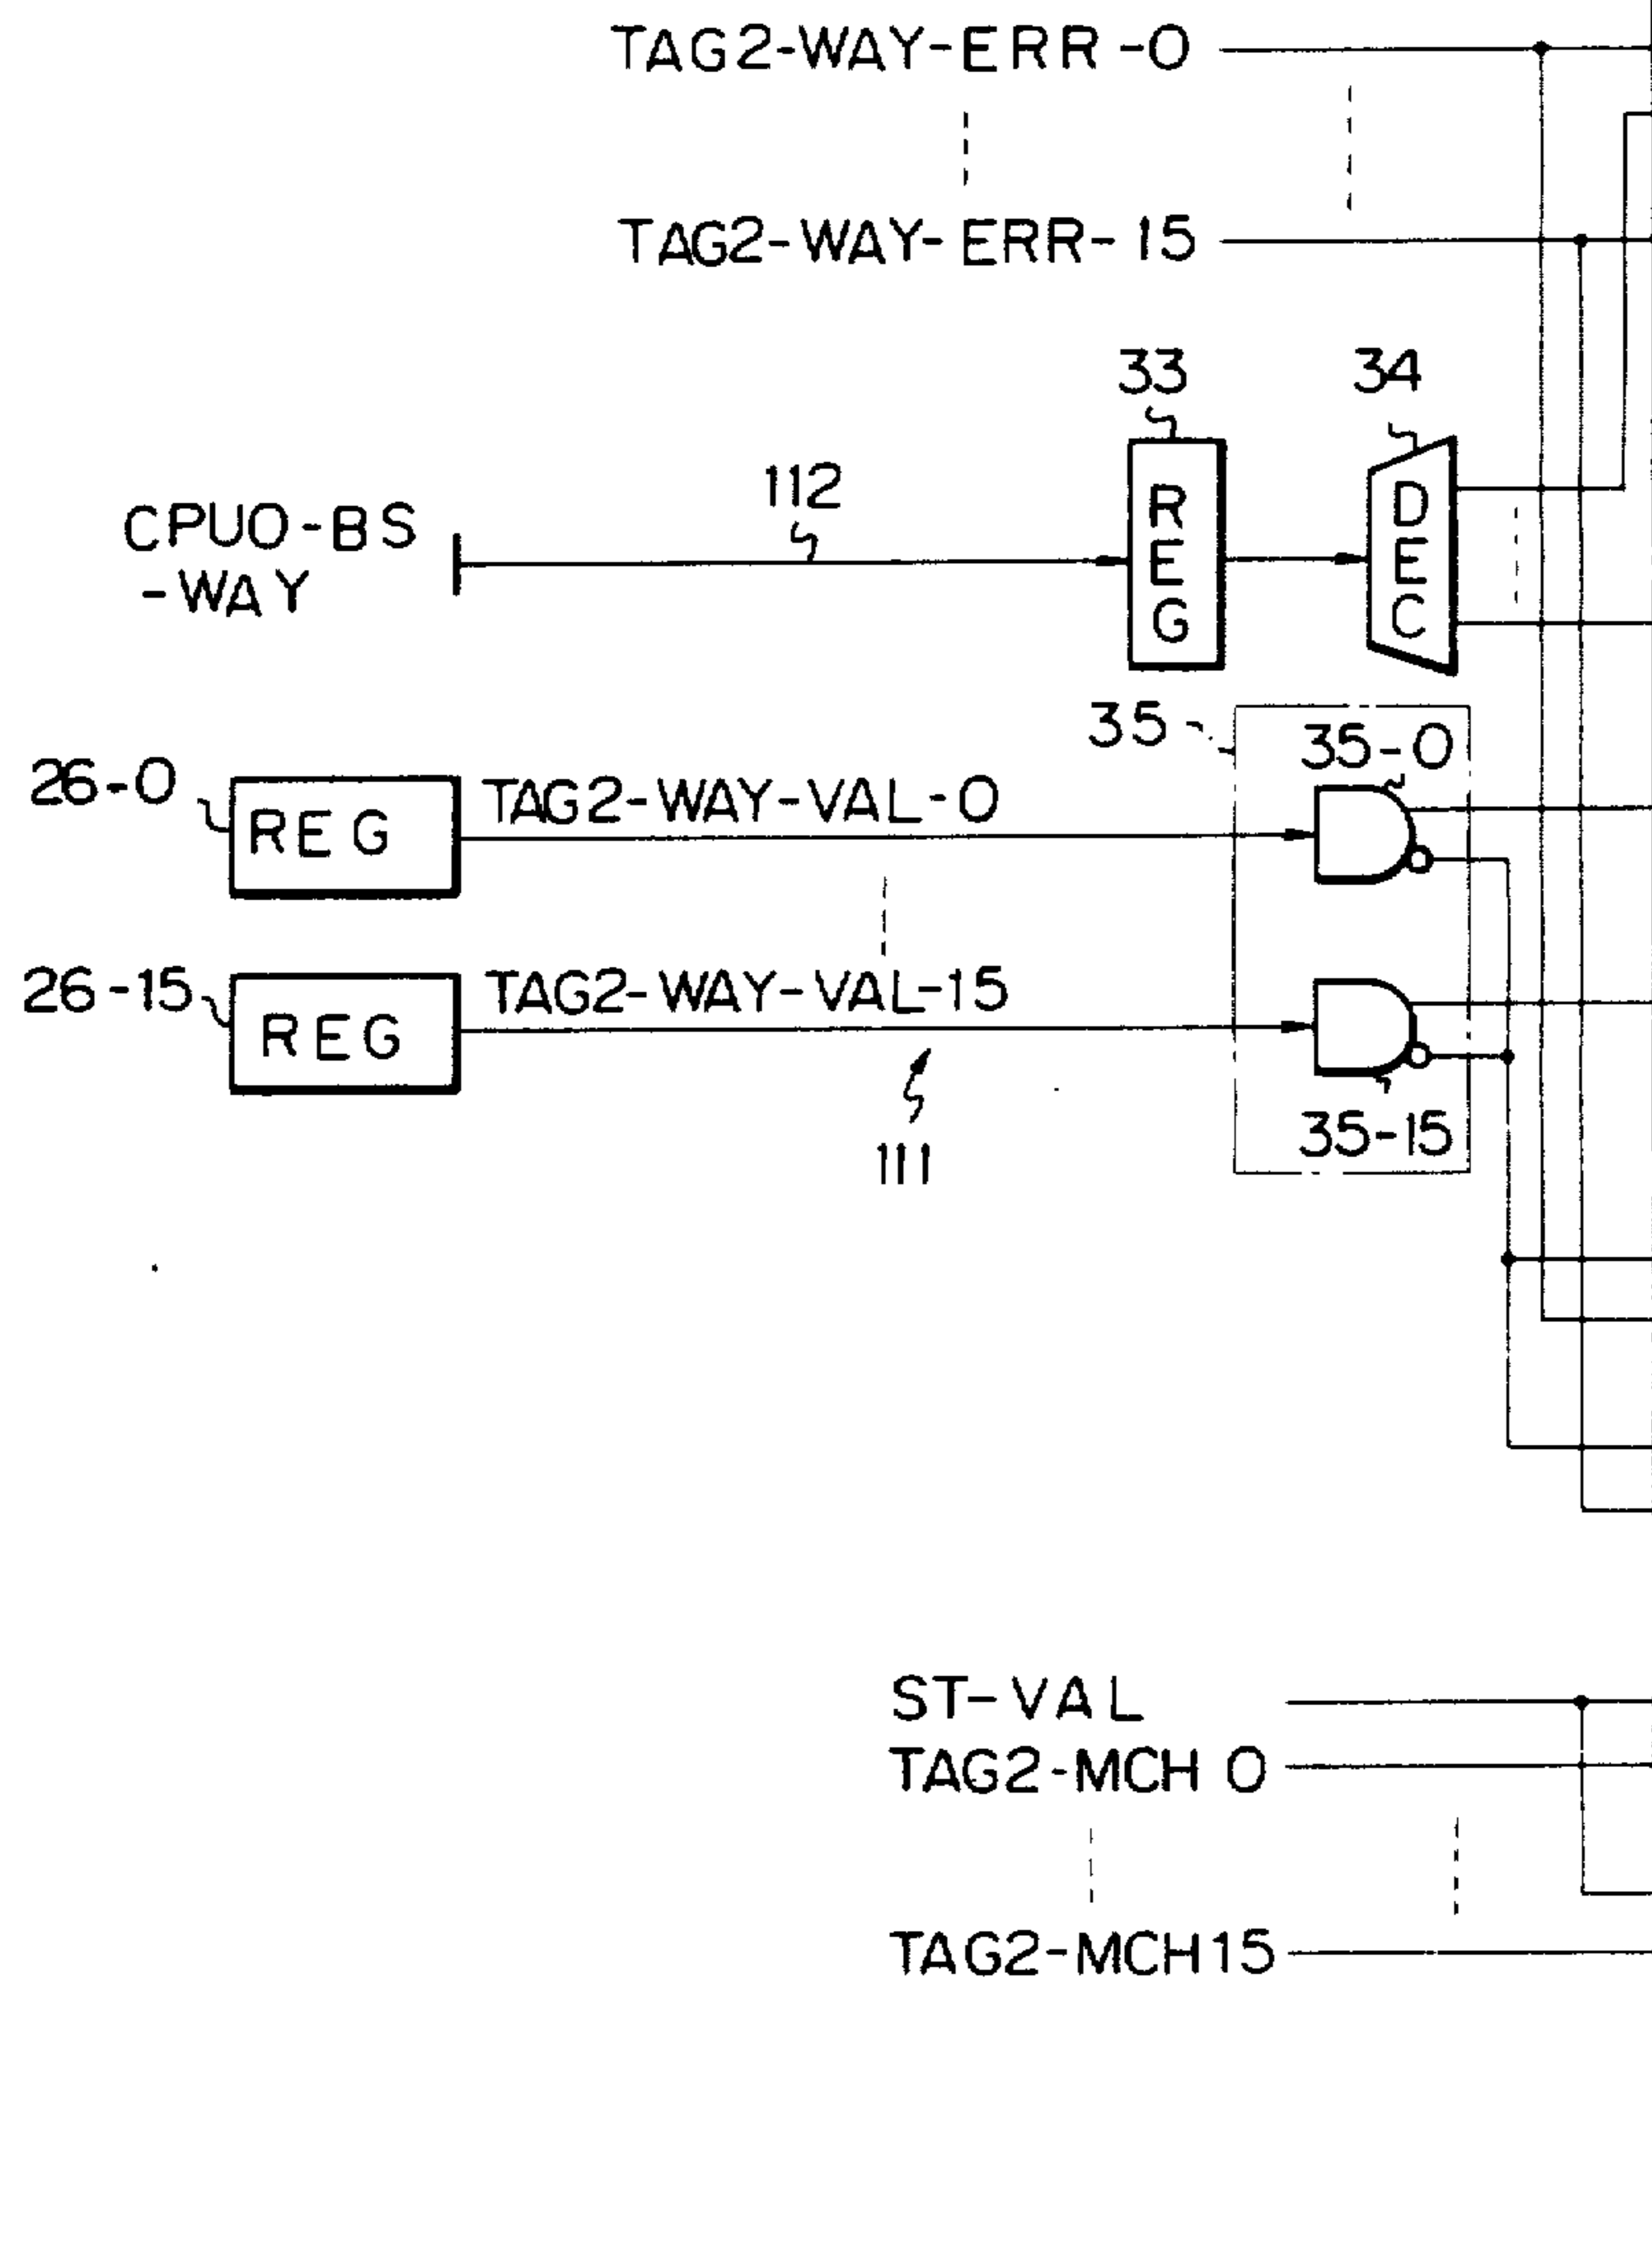 TAG2-WAY-ERR-0
TAG2-WAY-ERR-15
33
34
112
CPU0-BS
-WAY
REG
DEC
35
35-0
26-0
REG
TAG2-WAY-VAL-0
26-15
REG
TAG2-WAY-VAL-15
35-15
111
ST-VAL
TAG2-MCH 0
TAG2-MCH15